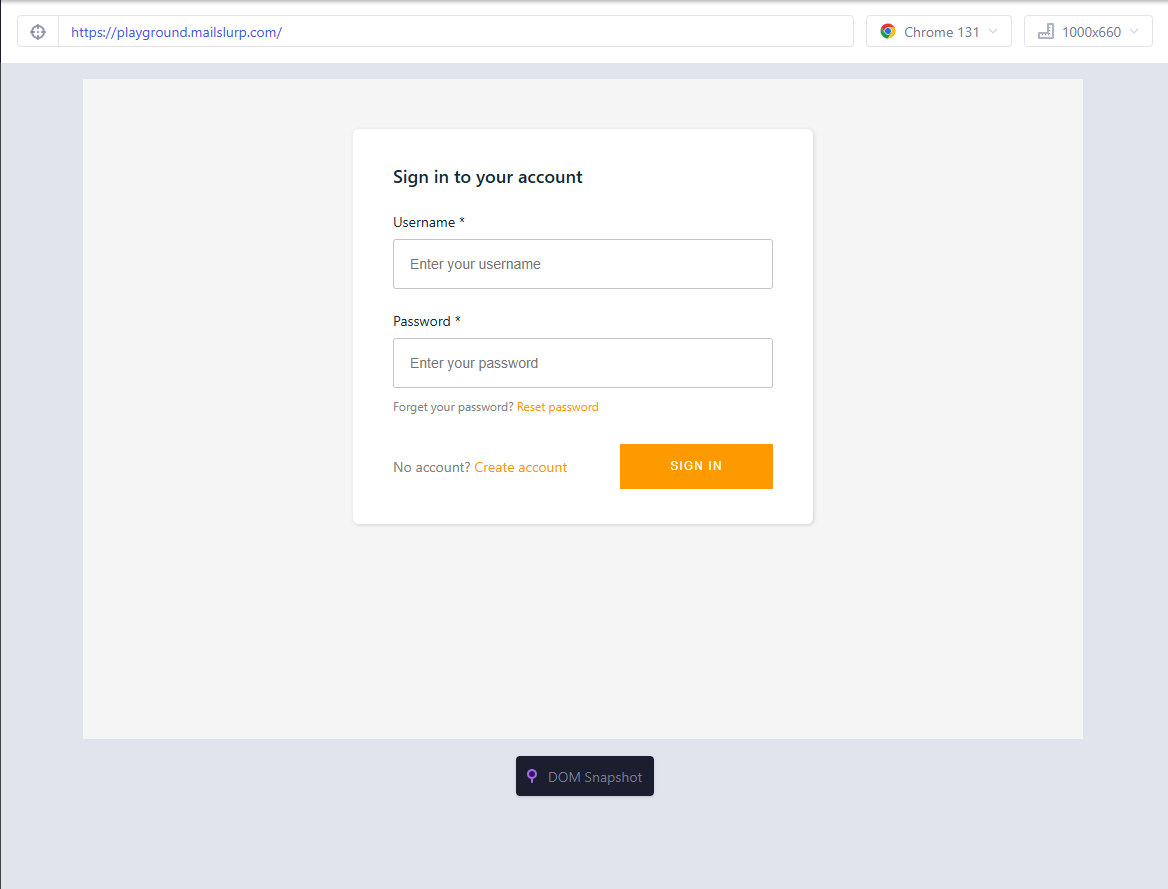 https://playground.mailslurp.com/
Chrome 131
1000x660
Sign in to your account
Username *
Enter your username
Password *
Enter your password
Forget your password? Reset password
No account? Create account
SIGN IN
DOM Snapshot